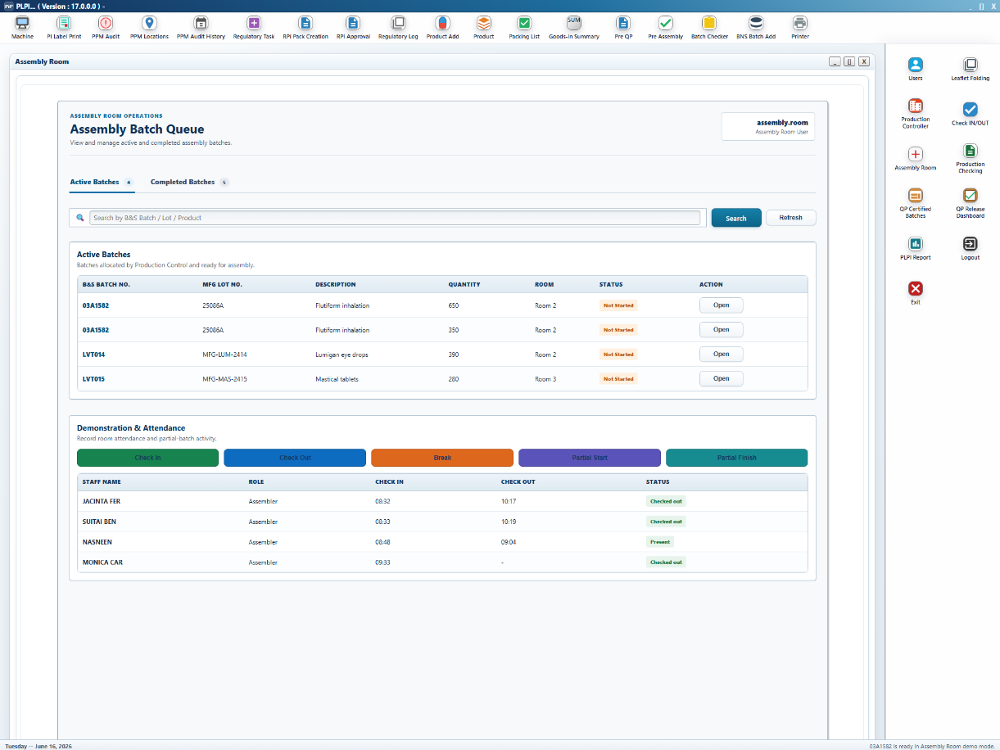 PLPI... ( Version : 17.0.0.0 ) -
_ [] X
Machine
PI Label Print
PPM Audit
PPM Locations
PPM Audit History
Regulatory Task
RPI Pack Creation
RPI Approval
Regulatory Log
Product Add
Product
Packing List
SUM
Goods-in Summary
Pre QP
Pre Assembly
Batch Checker
BNS Batch Add
Printer
Assembly Room
_ [] X
ASSEMBLY ROOM OPERATIONS
Assembly Batch Queue
View and manage active and completed assembly batches.
assembly.room
Assembly Room User
Active Batches 4
Completed Batches 5
Search by B&S Batch / Lot / Product
Search
Refresh
Active Batches
Batches allocated by Production Control and ready for assembly.
B&S BATCH NO. MFG LOT NO. DESCRIPTION QUANTITY ROOM STATUS ACTION
03A1582 25086A Flutiform inhalation 650 Room 2 Not Started Open
03A1582 25086A Flutiform inhalation 350 Room 2 Not Started Open
LVT014 MFG-LUM-2414 Lumigan eye drops 390 Room 2 Not Started Open
LVT015 MFG-MAS-2415 Mastical tablets 280 Room 3 Not Started Open
Demonstration & Attendance
Record room attendance and partial-batch activity.
Check In
Check Out
Break
Partial Start
Partial Finish
STAFF NAME ROLE CHECK IN CHECK OUT STATUS
JACINTA FER Assembler 08:32 10:17 Checked out
SUITAI BEN Assembler 08:33 10:19 Checked out
NASNEEN Assembler 08:48 09:04 Present
MONICA CAR Assembler 09:33 - Checked out
Users
Leaflet Folding
Production Controller
Check IN/OUT
Assembly Room
Production Checking
QP Certified Batches
QP Release Dashboard
PLPI Report
Logout
Exit
Tuesday -- June 16, 2026
03A1582 is ready in Assembly Room demo mode.